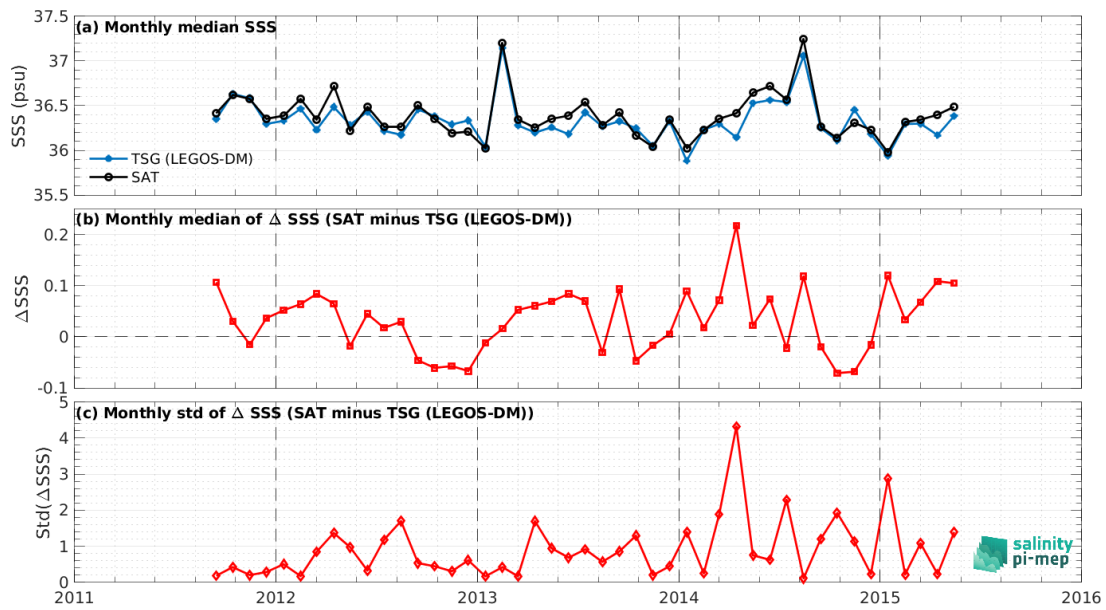 (a) Monthly median SSS
SSS (psu)
37.5
37
36.5
36
35.5
TSG (LEGOS-DM)
SAT
(b) Monthly median of Δ SSS (SAT minus TSG (LEGOS-DM))
ΔSSS
0.2
0.1
0
-0.1
(c) Monthly std of Δ SSS (SAT minus TSG (LEGOS-DM))
Std(ΔSSS)
5
4
3
2
1
0
2011 2012 2013 2014 2015 2016
salinity
pi-mep